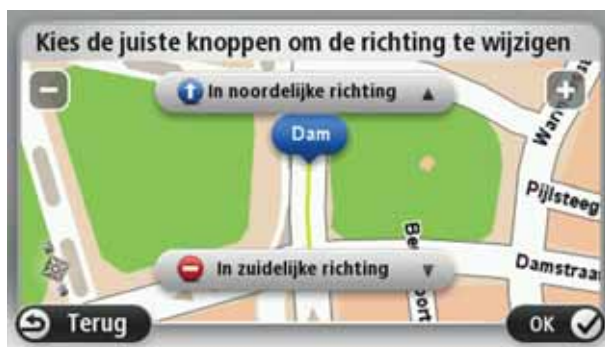 Kies de juiste knoppen om de richting te wijzigen
In noordelijke richting
Dam
Pijlsteeg
In zuidelijke richting
Terug
OK